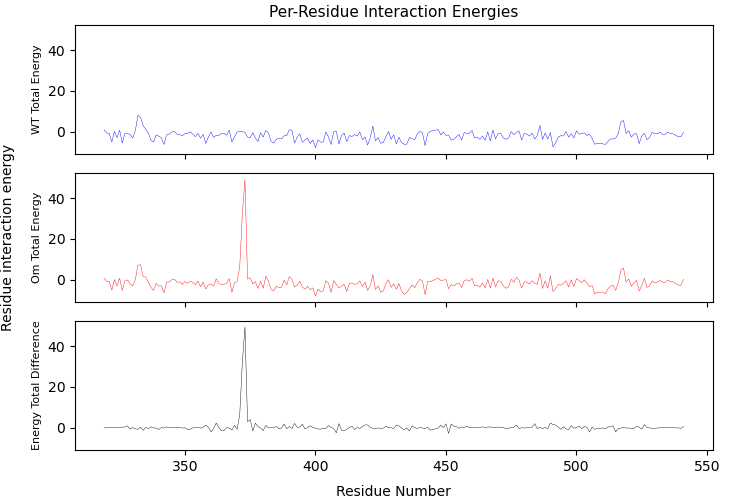 Per-Residue Interaction Energies
Residue interaction energy
WT Total Energy
40
20
0
Om Total Energy
40
20
0
Energy Total Difference
40
20
0
350
400
450
500
550
Residue Number